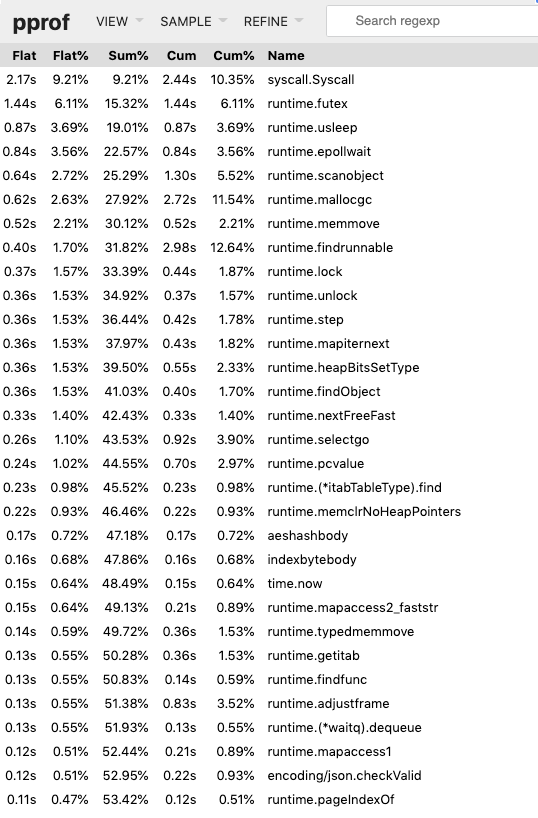 pprof VIEW SAMPLE REFINE Search regexp
Flat Flat% Sum% Cum Cum% Name
2.17s 9.21% 9.21% 2.44s 10.35% syscall.Syscall
1.44s 6.11% 15.32% 1.44s 6.11% runtime.futex
0.87s 3.69% 19.01% 0.87s 3.69% runtime.usleep
0.84s 3.56% 22.57% 0.84s 3.56% runtime.epollwait
0.64s 2.72% 25.29% 1.30s 5.52% runtime.scanobject
0.62s 2.63% 27.92% 2.72s 11.54% runtime.mallocgc
0.52s 2.21% 30.12% 0.52s 2.21% runtime.memmove
0.40s 1.70% 31.82% 2.98s 12.64% runtime.findrunnable
0.37s 1.57% 33.39% 0.44s 1.87% runtime.lock
0.36s 1.53% 34.92% 0.37s 1.57% runtime.unlock
0.36s 1.53% 36.44% 0.42s 1.78% runtime.step
0.36s 1.53% 37.97% 0.43s 1.82% runtime.mapiternext
0.36s 1.53% 39.50% 0.55s 2.33% runtime.heapBitsSetType
0.36s 1.53% 41.03% 0.40s 1.70% runtime.findObject
0.33s 1.40% 42.43% 0.33s 1.40% runtime.nextFreeFast
0.26s 1.10% 43.53% 0.92s 3.90% runtime.selectgo
0.24s 1.02% 44.55% 0.70s 2.97% runtime.pcvalue
0.23s 0.98% 45.52% 0.23s 0.98% runtime.(*itabTableType).find
0.22s 0.93% 46.46% 0.22s 0.93% runtime.memclrNoHeapPointers
0.17s 0.72% 47.18% 0.17s 0.72% aeshashbody
0.16s 0.68% 47.86% 0.16s 0.68% indexbytebody
0.15s 0.64% 48.49% 0.15s 0.64% time.now
0.15s 0.64% 49.13% 0.21s 0.89% runtime.mapaccess2_faststr
0.14s 0.59% 49.72% 0.36s 1.53% runtime.typedmemmove
0.13s 0.55% 50.28% 0.36s 1.53% runtime.getitab
0.13s 0.55% 50.83% 0.14s 0.59% runtime.findfunc
0.13s 0.55% 51.38% 0.83s 3.52% runtime.adjustframe
0.13s 0.55% 51.93% 0.13s 0.55% runtime.(*waitq).dequeue
0.12s 0.51% 52.44% 0.21s 0.89% runtime.mapaccess1
0.12s 0.51% 52.95% 0.22s 0.93% encoding/json.checkValid
0.11s 0.47% 53.42% 0.12s 0.51% runtime.pageIndexOf